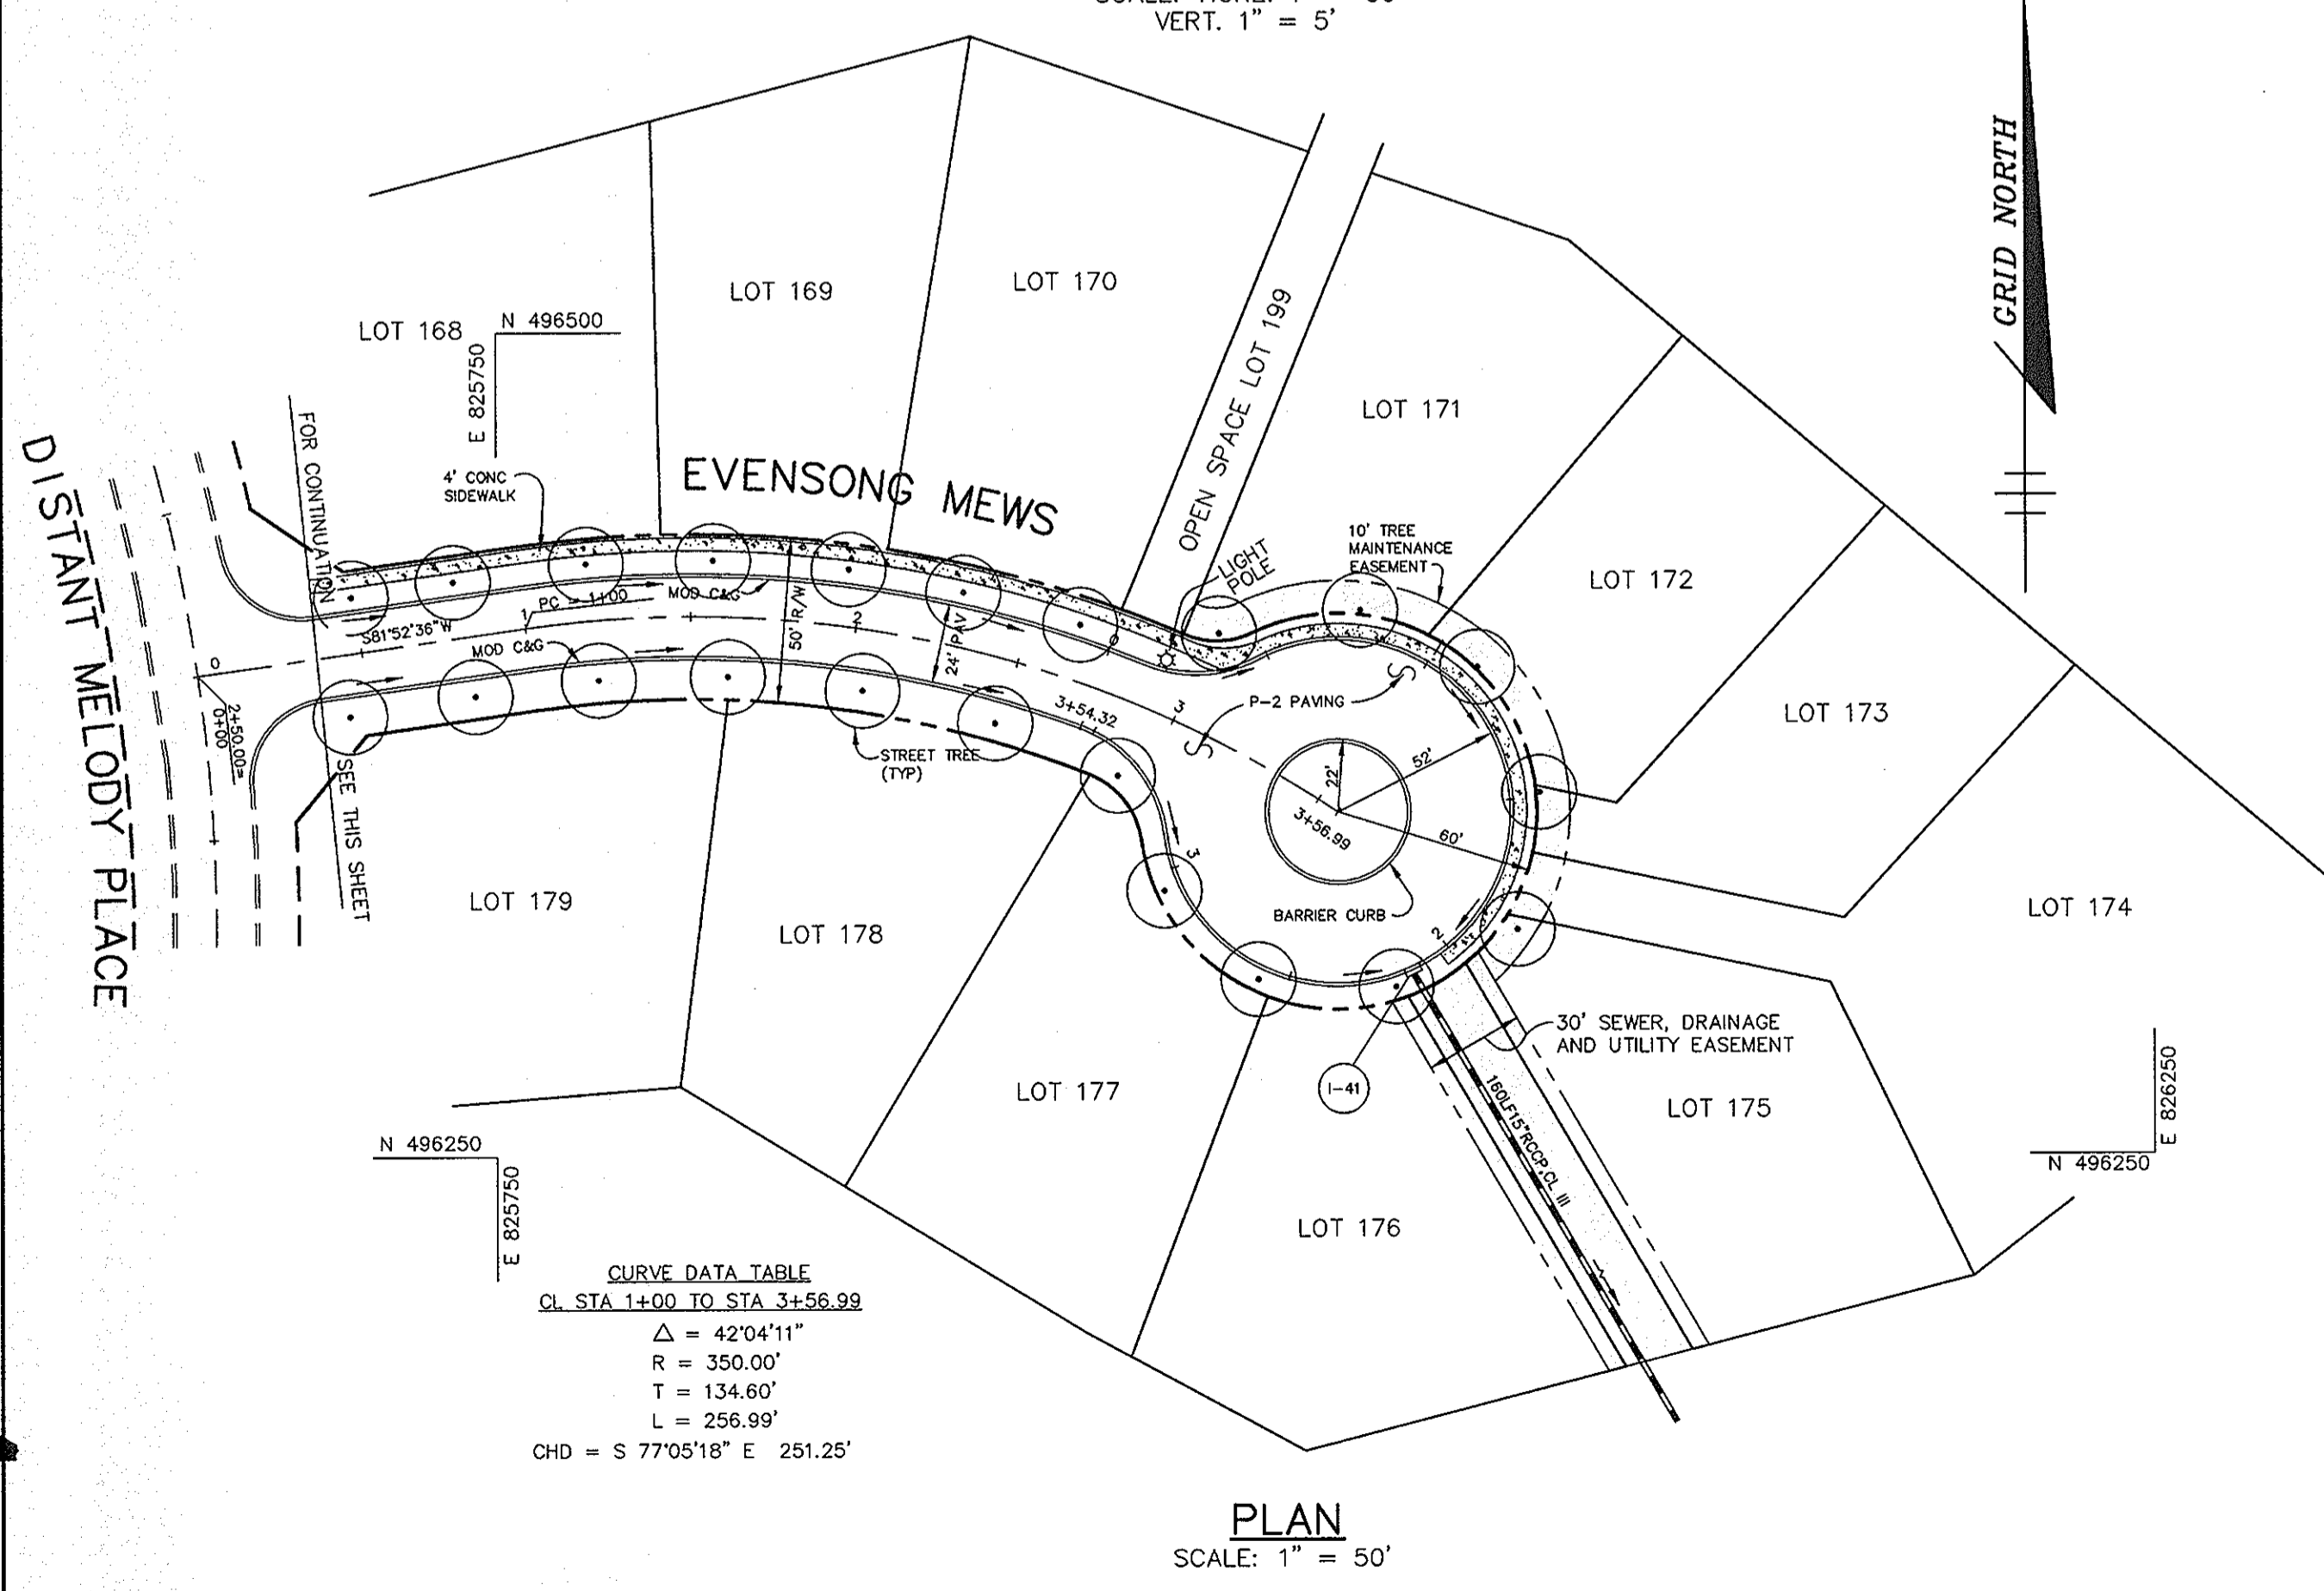 VERT. 1" = 5'
GRID NORTH
LOT 168
N 496500
E 825750
LOT 169
LOT 170
OPEN SPACE LOT 199
LOT 171
LOT 172
LOT 173
LOT 174
LOT 175
LOT 176
LOT 177
LOT 178
LOT 179
DISTANT MELODY PLACE
EVENSONG MEWS
FOR CONTINUATION
SEE THIS SHEET
4' CONC
SIDEWALK
LIGHT
POLE
10' TREE
MAINTENANCE
EASEMENT
PC = 1+00
MOD C&G
S81°52'36"W
MOD C&G
50' R/W
24' PAV
0
1
2
3
2+50.00=
0+00
3+54.32
P-2 PAVING
STREET TREE
(TYP)
22'
52'
60'
3+56.99
BARRIER CURB
3
2
I-41
30' SEWER, DRAINAGE
AND UTILITY EASEMENT
160LF15"RCCP,CL III
N 496250
E 825750
E 826250
N 496250
CURVE DATA TABLE
CL STA 1+00 TO STA 3+56.99
Δ = 42°04'11"
R = 350.00'
T = 134.60'
L = 256.99'
CHD = S 77°05'18" E 251.25'
PLAN
SCALE: 1" = 50'